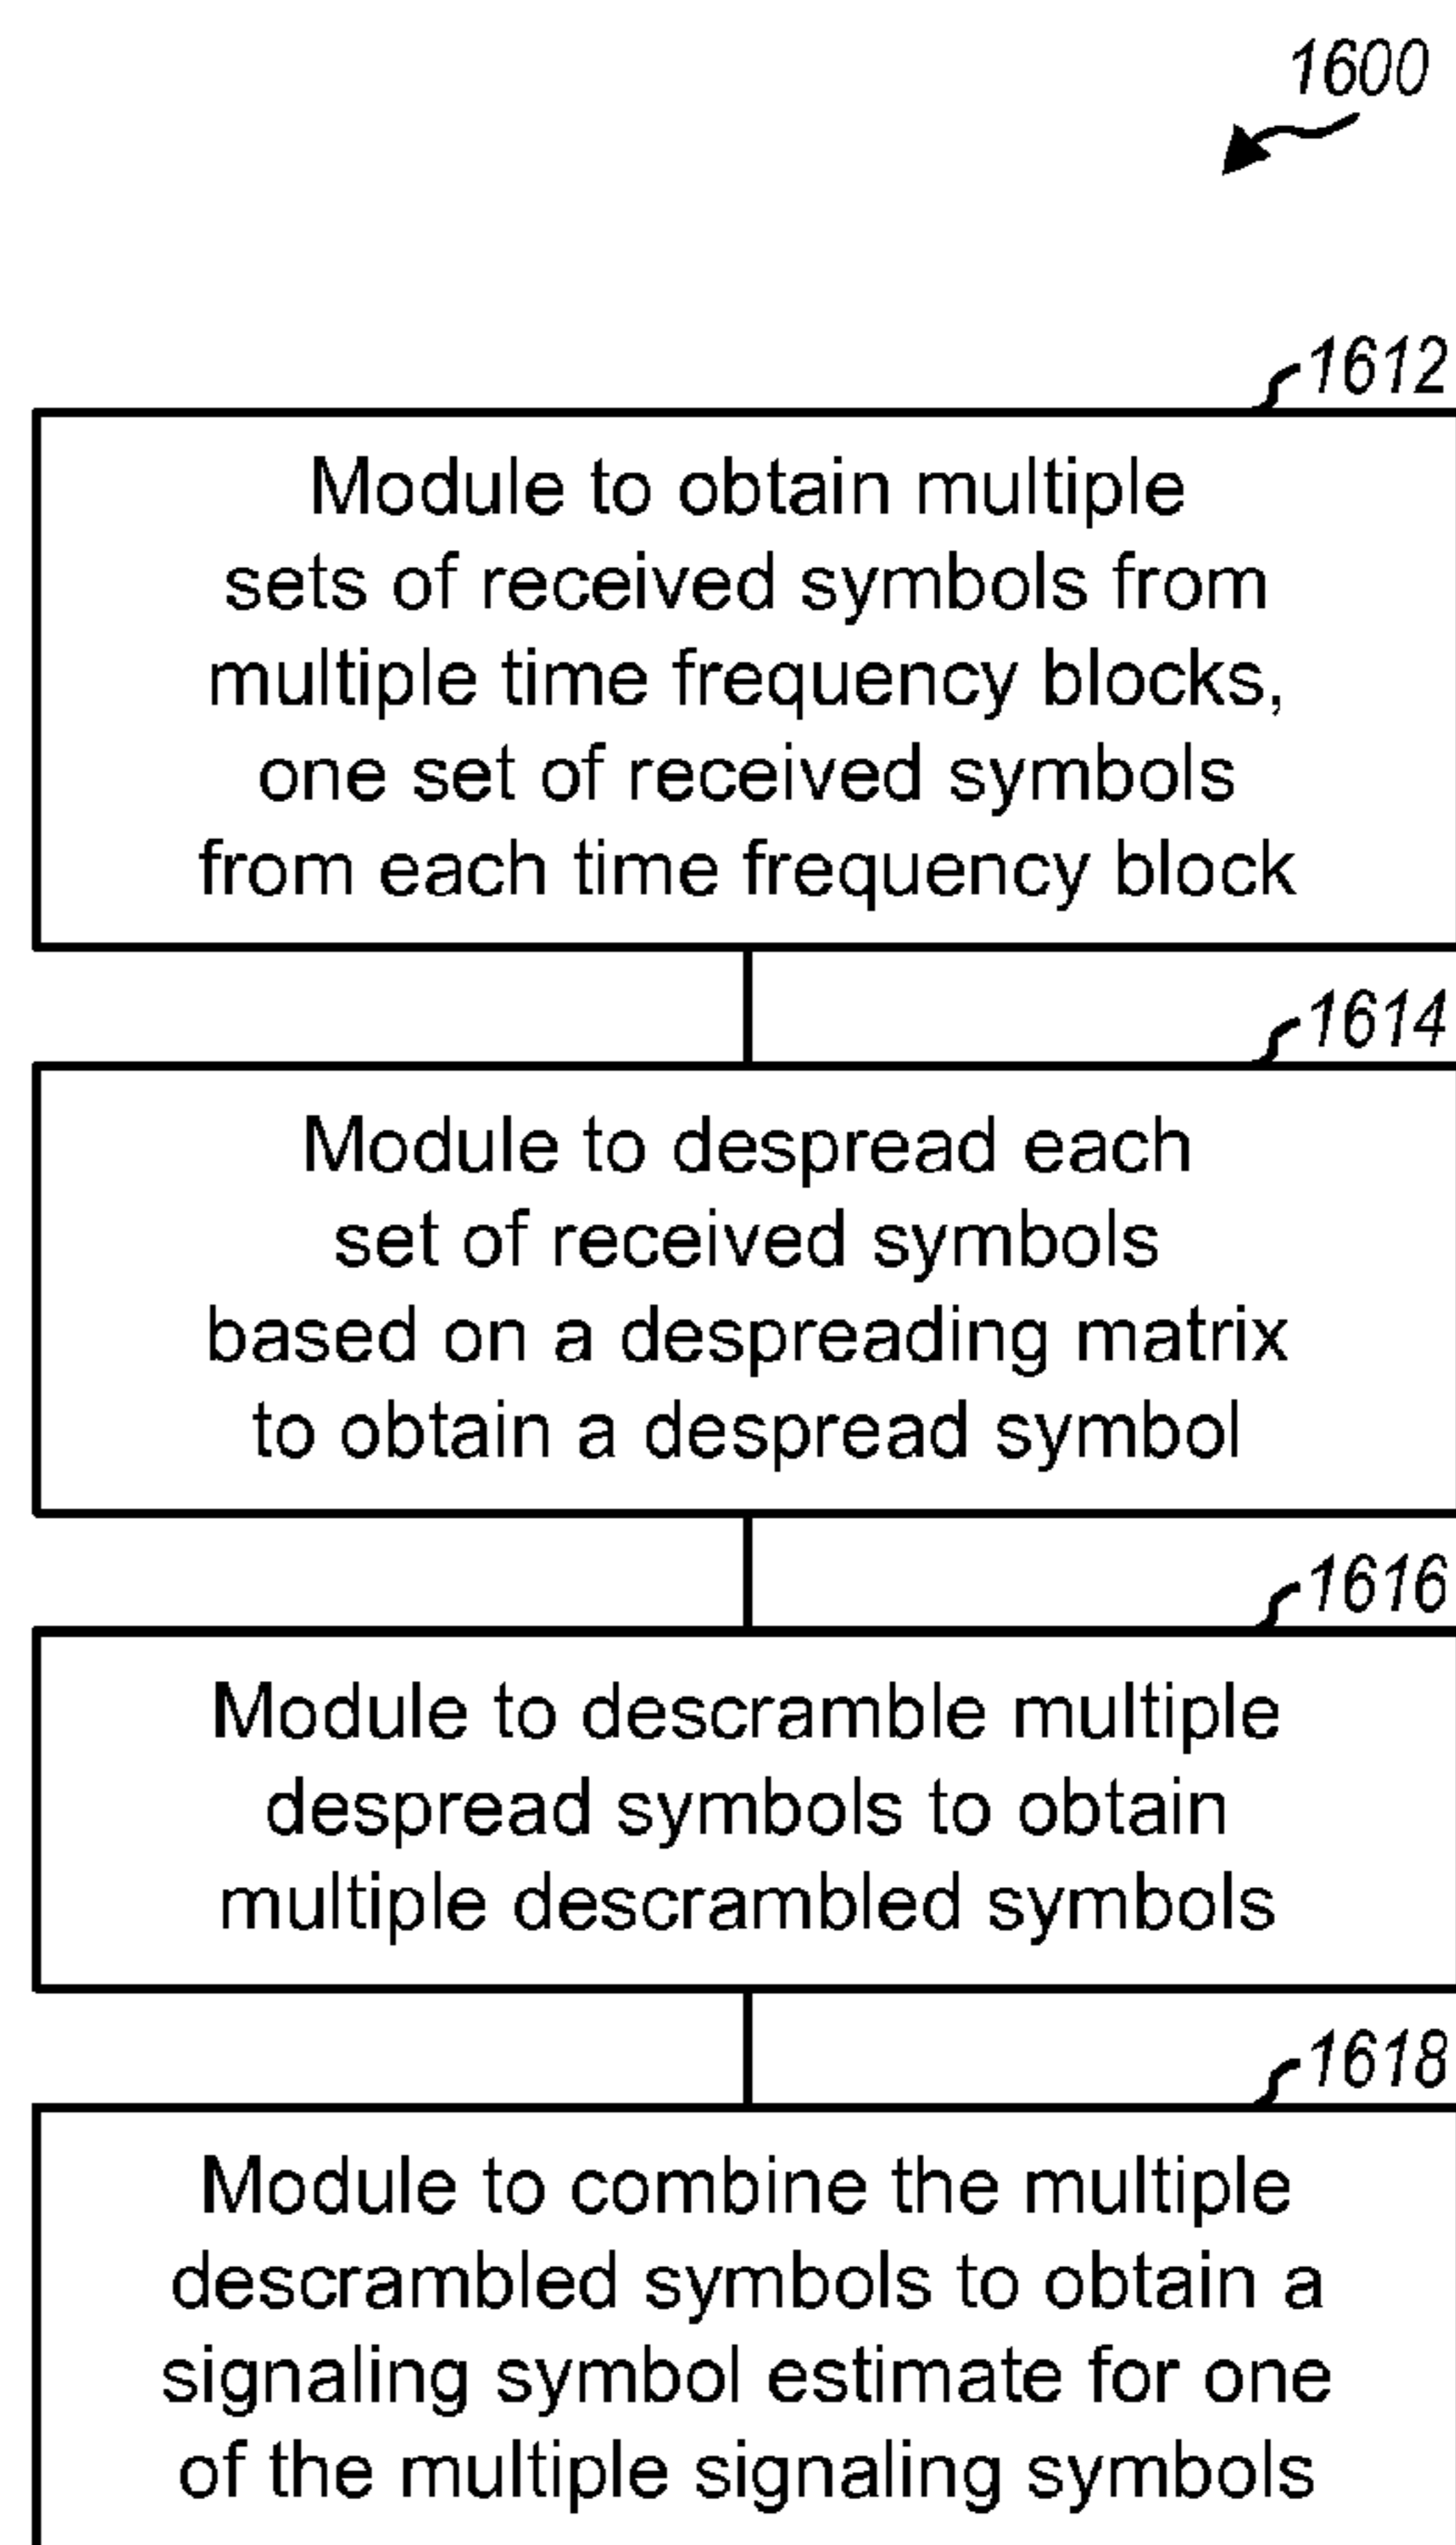 1600
1612
Module to obtain multiple
sets of received symbols from
multiple time frequency blocks,
one set of received symbols
from each time frequency block
1614
Module to despread each
set of received symbols
based on a despreading matrix
to obtain a despread symbol
1616
Module to descramble multiple
despread symbols to obtain
multiple descrambled symbols
1618
Module to combine the multiple
descrambled symbols to obtain a
signaling symbol estimate for one
of the multiple signaling symbols